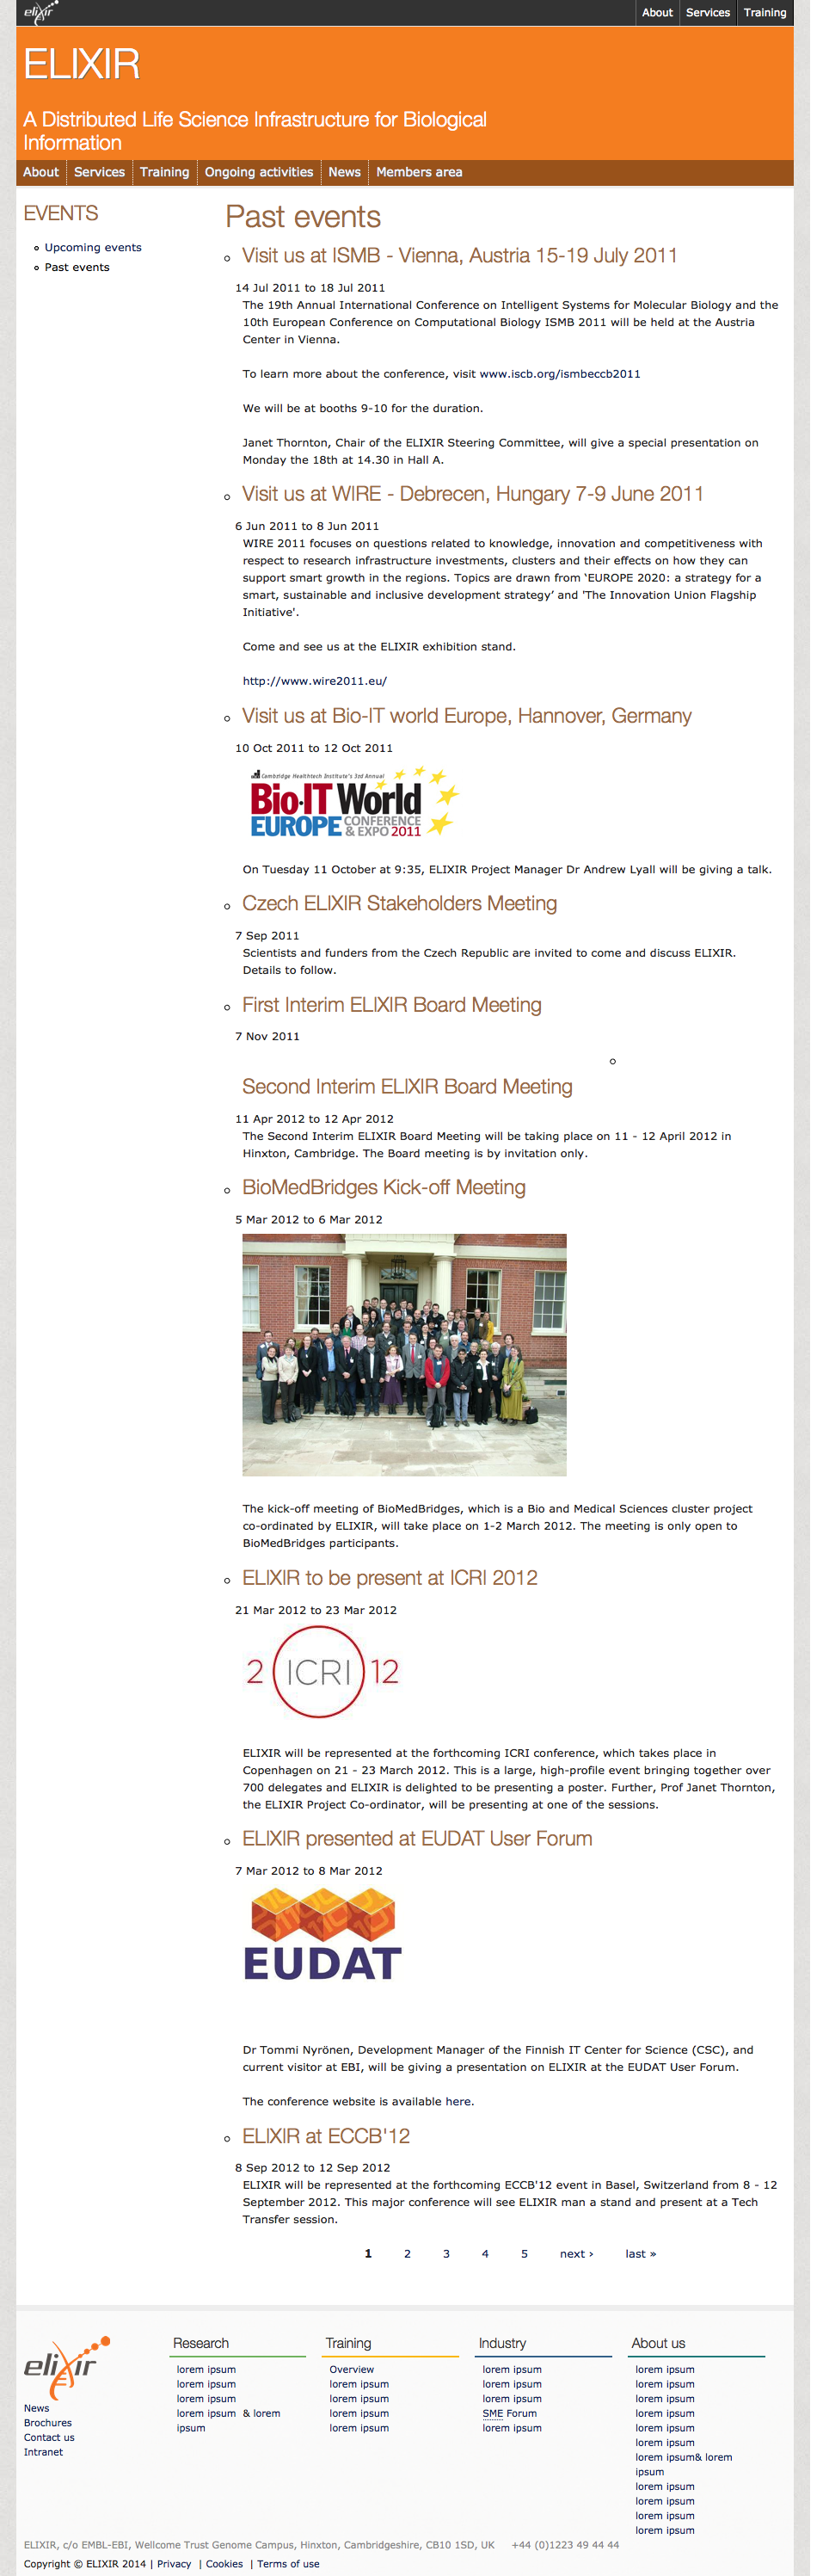 elixir
About Services Training
ELIXIR
A Distributed Life Science Infrastructure for Biological
Information
About Services Training Ongoing activities News Members area
EVENTS
Upcoming events
Past events
Past events
Visit us at ISMB - Vienna, Austria 15-19 July 2011
14 Jul 2011 to 18 Jul 2011
The 19th Annual International Conference on Intelligent Systems for Molecular Biology and the
10th European Conference on Computational Biology ISMB 2011 will be held at the Austria
Center in Vienna.
To learn more about the conference, visit www.iscb.org/ismbeccb2011
We will be at booths 9-10 for the duration.
Janet Thornton, Chair of the ELIXIR Steering Committee, will give a special presentation on
Monday the 18th at 14.30 in Hall A.
Visit us at WIRE - Debrecen, Hungary 7-9 June 2011
6 Jun 2011 to 8 Jun 2011
WIRE 2011 focuses on questions related to knowledge, innovation and competitiveness with
respect to research infrastructure investments, clusters and their effects on how they can
support smart growth in the regions. Topics are drawn from ‘EUROPE 2020: a strategy for a
smart, sustainable and inclusive development strategy’ and 'The Innovation Union Flagship
Initiative'.
Come and see us at the ELIXIR exhibition stand.
http://www.wire2011.eu/
Visit us at Bio-IT world Europe, Hannover, Germany
10 Oct 2011 to 12 Oct 2011
Cambridge Healthtech Institute's 3rd Annual
Bio·IT World
EUROPE CONFERENCE
& EXPO 2011
On Tuesday 11 October at 9:35, ELIXIR Project Manager Dr Andrew Lyall will be giving a talk.
Czech ELIXIR Stakeholders Meeting
7 Sep 2011
Scientists and funders from the Czech Republic are invited to come and discuss ELIXIR.
Details to follow.
First Interim ELIXIR Board Meeting
7 Nov 2011
Second Interim ELIXIR Board Meeting
11 Apr 2012 to 12 Apr 2012
The Second Interim ELIXIR Board Meeting will be taking place on 11 - 12 April 2012 in
Hinxton, Cambridge. The Board meeting is by invitation only.
BioMedBridges Kick-off Meeting
5 Mar 2012 to 6 Mar 2012
The kick-off meeting of BioMedBridges, which is a Bio and Medical Sciences cluster project
co-ordinated by ELIXIR, will take place on 1-2 March 2012. The meeting is only open to
BioMedBridges participants.
ELIXIR to be present at ICRI 2012
21 Mar 2012 to 23 Mar 2012
2 ICRI 12
ELIXIR will be represented at the forthcoming ICRI conference, which takes place in
Copenhagen on 21 - 23 March 2012. This is a large, high-profile event bringing together over
700 delegates and ELIXIR is delighted to be presenting a poster. Further, Prof Janet Thornton,
the ELIXIR Project Co-ordinator, will be presenting at one of the sessions.
ELIXIR presented at EUDAT User Forum
7 Mar 2012 to 8 Mar 2012
EUDAT
Dr Tommi Nyrönen, Development Manager of the Finnish IT Center for Science (CSC), and
current visitor at EBI, will be giving a presentation on ELIXIR at the EUDAT User Forum.
The conference website is available here.
ELIXIR at ECCB'12
8 Sep 2012 to 12 Sep 2012
ELIXIR will be represented at the forthcoming ECCB'12 event in Basel, Switzerland from 8 - 12
September 2012. This major conference will see ELIXIR man a stand and present at a Tech
Transfer session.
1 2 3 4 5 next › last »
elixir
News
Brochures
Contact us
Intranet
Research
lorem ipsum
lorem ipsum
lorem ipsum
lorem ipsum & lorem
ipsum
Training
Overview
lorem ipsum
lorem ipsum
lorem ipsum
lorem ipsum
Industry
lorem ipsum
lorem ipsum
lorem ipsum
SME Forum
lorem ipsum
About us
lorem ipsum
lorem ipsum
lorem ipsum
lorem ipsum
lorem ipsum
lorem ipsum
lorem ipsum& lorem
ipsum
lorem ipsum
lorem ipsum
lorem ipsum
lorem ipsum
ELIXIR, c/o EMBL-EBI, Wellcome Trust Genome Campus, Hinxton, Cambridgeshire, CB10 1SD, UK +44 (0)1223 49 44 44
Copyright © ELIXIR 2014 | Privacy | Cookies | Terms of use